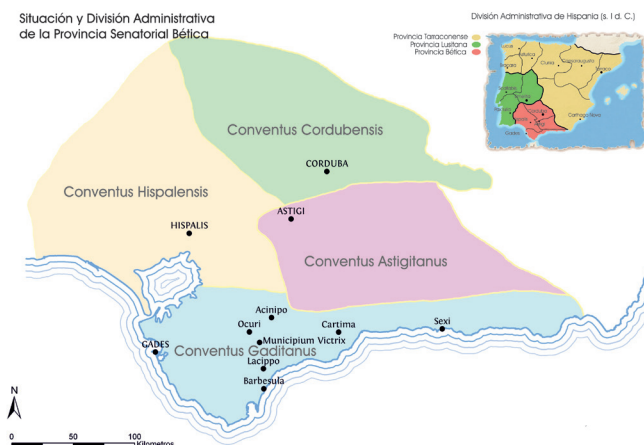 Situación y División Administrativa
de la Provincia Senatorial Bética
División Administrativa de Hispania (s. I d. C.)
Provincia Tarraconense
Provincia Lusitana
Provincia Bética
Conventus Cordubensis
CORDUBA
Conventus Hispalensis
ASTIGI
HISPALIS
Conventus Astigitanus
Acinipo
Ocuri
Cartima
Sexi
Municipium Victrix
GADES
Conventus Gaditanus
Lacippo
Barbesula
N
0 50 100
Kilometros